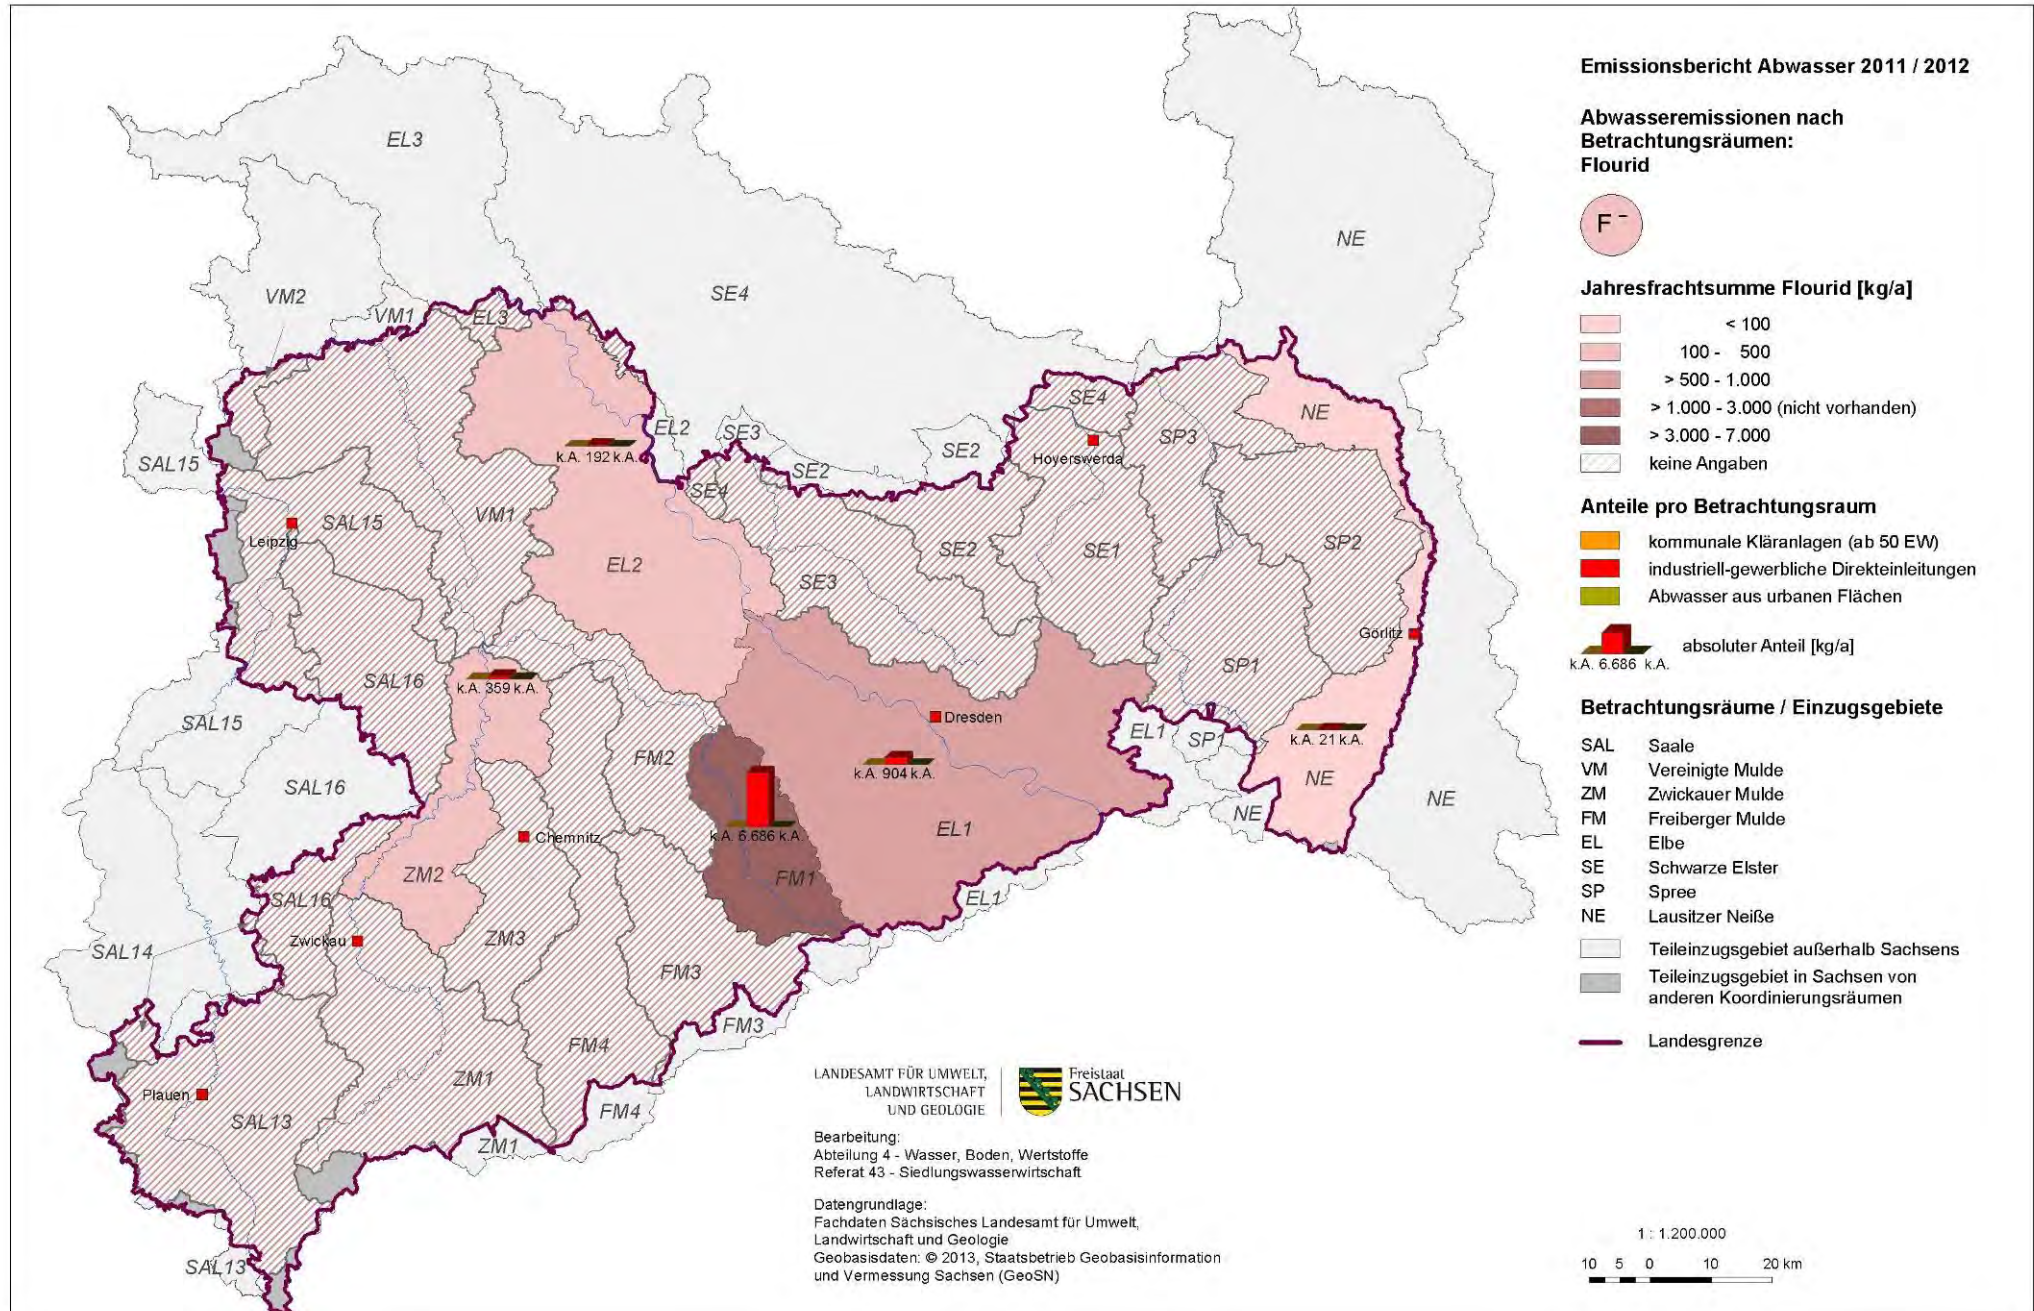 Emissionsbericht Abwasser 2011 / 2012
Abwasseremissionen nach
Betrachtungsräumen:
Flourid
F⁻
Jahresfrachtsumme Flourid [kg/a]
< 100
100 - 500
> 500 - 1.000
> 1.000 - 3.000 (nicht vorhanden)
> 3.000 - 7.000
keine Angaben
Anteile pro Betrachtungsraum
kommunale Kläranlagen (ab 50 EW)
industriell-gewerbliche Direkteinleitungen
Abwasser aus urbanen Flächen
absoluter Anteil [kg/a]
k.A. 6.686 k.A.
Betrachtungsräume / Einzugsgebiete
SAL Saale
VM Vereinigte Mulde
ZM Zwickauer Mulde
FM Freiberger Mulde
EL Elbe
SE Schwarze Elster
SP Spree
NE Lausitzer Neiße
Teileinzugsgebiet außerhalb Sachsens
Teileinzugsgebiet in Sachsen von
anderen Koordinierungsräumen
Landesgrenze
1 : 1.200.000
10 5 0 10 20 km
EL3
NE
VM2
SE4
VM1
EL3
SE4
NE
EL2
SE3
SP3
SAL15
k.A. 192 k.A.
SE2
Hoyerswerda
SE2
SE4
SAL15
VM1
Leipzig
SE2
SE1
SP2
EL2
SE3
Görlitz
SP1
SAL16
k.A. 359 k.A.
SAL15
Dresden
EL1
SP1
k.A. 21 k.A.
FM2
k.A. 904 k.A.
NE
SAL16
NE
NE
k.A. 6.686 k.A.
EL1
Chemnitz
ZM2
FM1
SAL16
EL1
Zwickau
ZM3
SAL14
FM3
FM3
FM4
ZM1
Plauen
SAL13
FM4
ZM1
SAL13
LANDESAMT FÜR UMWELT,
LANDWIRTSCHAFT
UND GEOLOGIE
Freistaat
SACHSEN
Bearbeitung:
Abteilung 4 - Wasser, Boden, Wertstoffe
Referat 43 - Siedlungswasserwirtschaft
Datengrundlage:
Fachdaten Sächsisches Landesamt für Umwelt,
Landwirtschaft und Geologie
Geobasisdaten: © 2013, Staatsbetrieb Geobasisinformation
und Vermessung Sachsen (GeoSN)